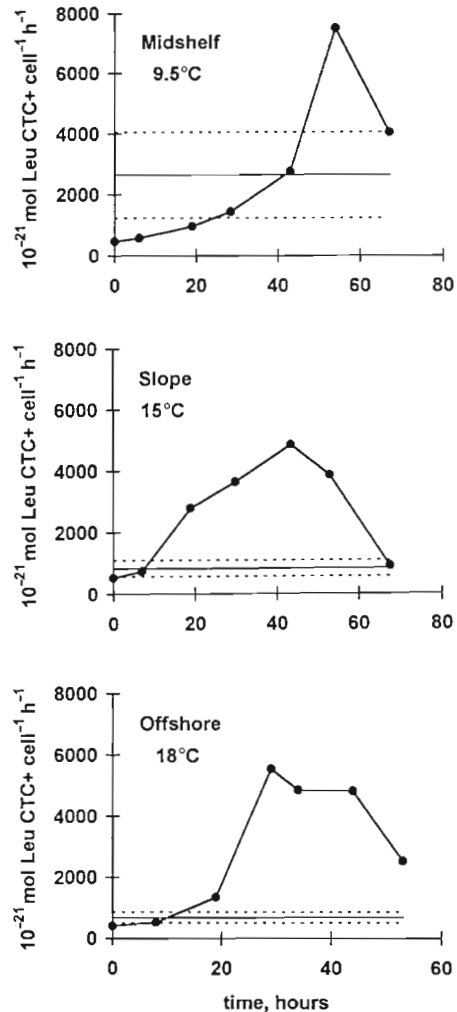 8000
6000
4000
2000
0
10⁻²¹ mol Leu CTC+ cell⁻¹ h⁻¹
Midshelf
9.5°C
0 20 40 60 80
8000
6000
4000
2000
0
10⁻²¹ mol Leu CTC+ cell⁻¹ h⁻¹
Slope
15°C
0 20 40 60 80
8000
6000
4000
2000
0
10⁻²¹ mol Leu CTC+ cell⁻¹ h⁻¹
Offshore
18°C
0 20 40 60
time, hours